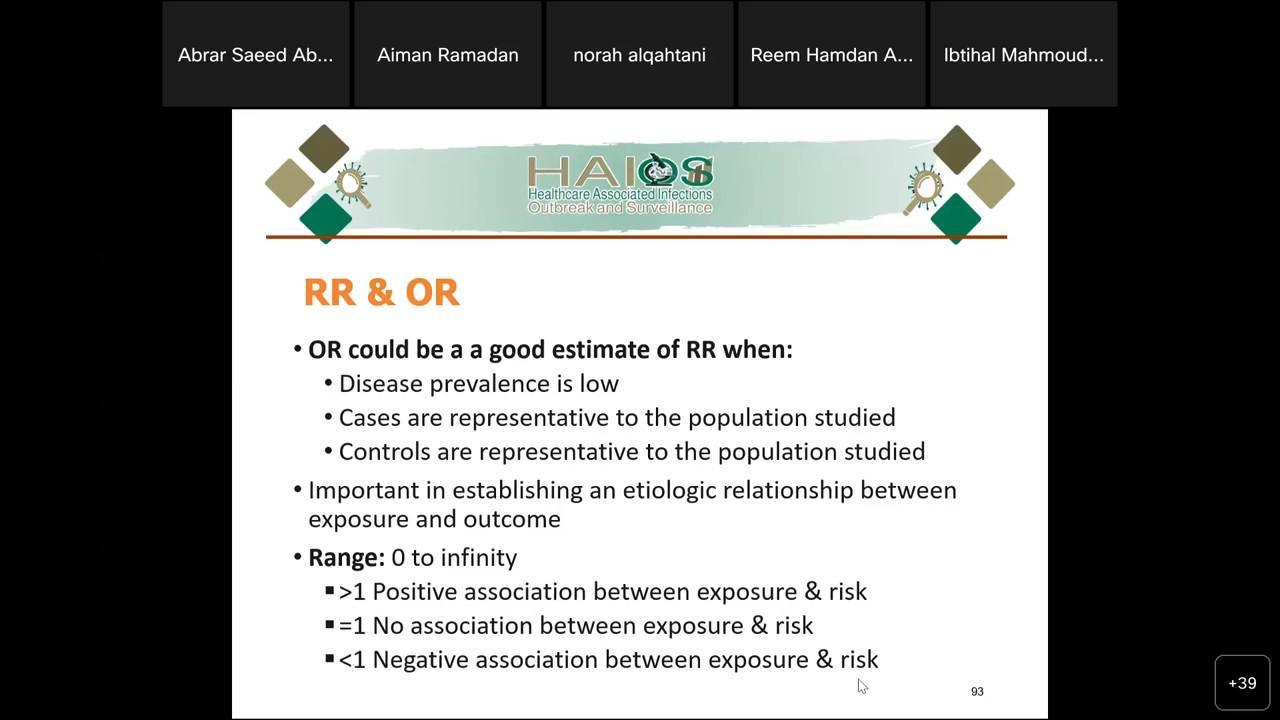 Abrar Saeed Ab...
Aiman Ramadan
norah alqahtani
Reem Hamdan A...
Ibtihal Mahmoud...
HAIOS
Healthcare Associated Infections
Outbreak and Surveillance
RR & OR
• OR could be a a good estimate of RR when:
• Disease prevalence is low
• Cases are representative to the population studied
• Controls are representative to the population studied
• Important in establishing an etiologic relationship between
exposure and outcome
• Range: 0 to infinity
▪ >1 Positive association between exposure & risk
▪ =1 No association between exposure & risk
▪ <1 Negative association between exposure & risk
93
+39